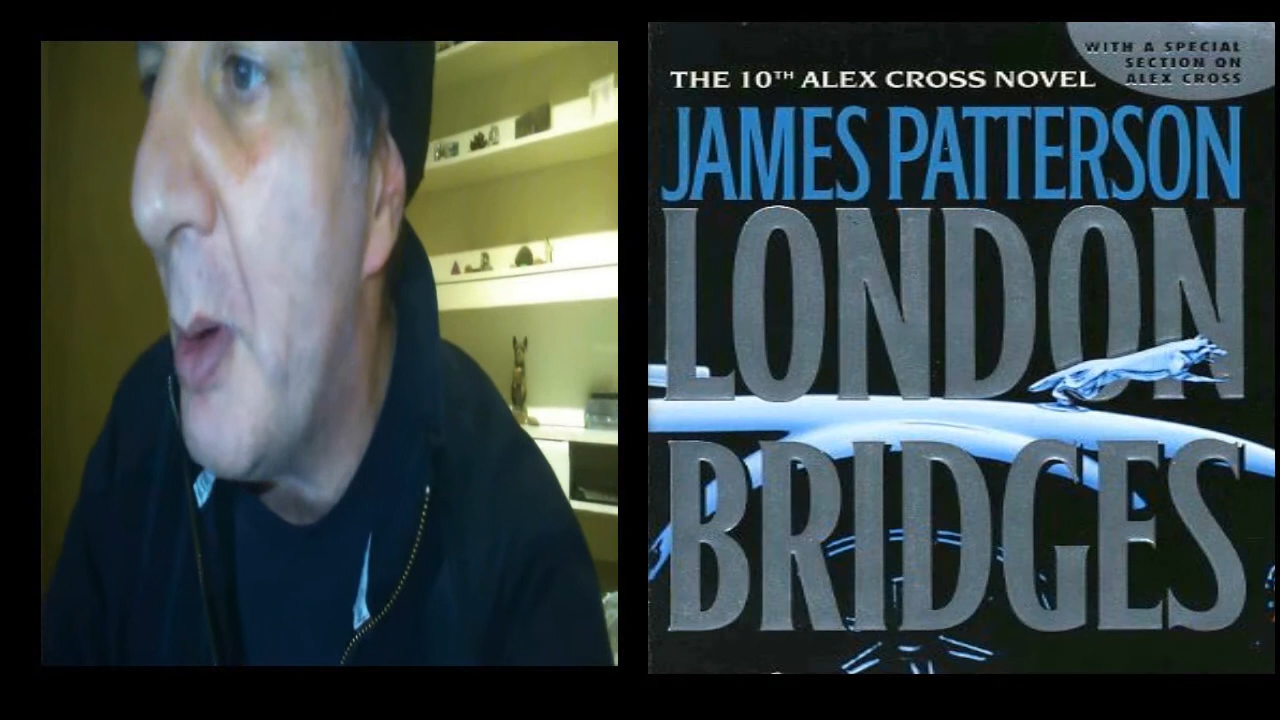 WITH A SPECIAL
SECTION ON
ALEX CROSS
THE 10TH ALEX CROSS NOVEL
JAMES PATTERSON
LONDON
BRIDGES